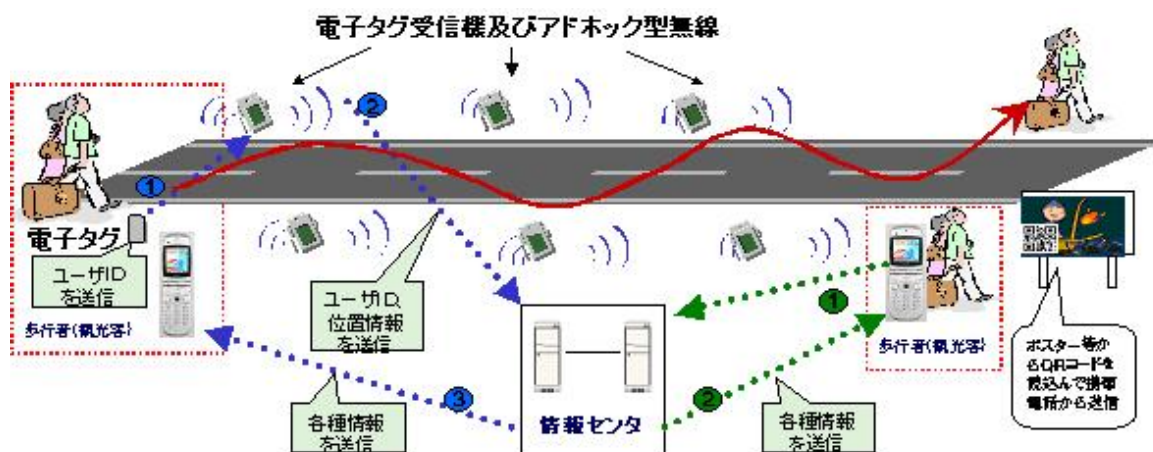 電子タグ受信機及びアドホック型無線
②
①
電子タグ
ユーザID
を送信
歩行者(観光客)
ユーザID、
位置情報
を送信
①
歩行者(観光客)
ポスター等か
らQRコードを
読込んで携帯
電話から送信
③
各種情報
を送信
情報センタ
②
各種情報
を送信